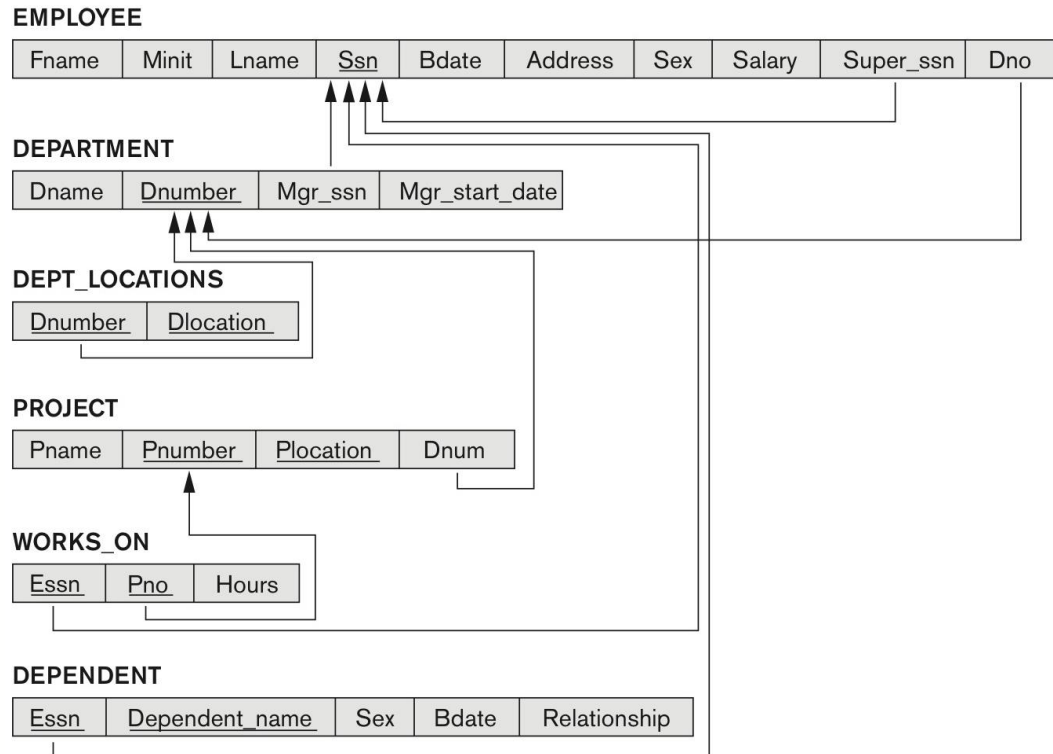 EMPLOYEE
Fname Minit Lname Ssn Bdate Address Sex Salary Super_ssn Dno
DEPARTMENT
Dname Dnumber Mgr_ssn Mgr_start_date
DEPT_LOCATIONS
Dnumber Dlocation
PROJECT
Pname Pnumber Plocation Dnum
WORKS_ON
Essn Pno Hours
DEPENDENT
Essn Dependent_name Sex Bdate Relationship